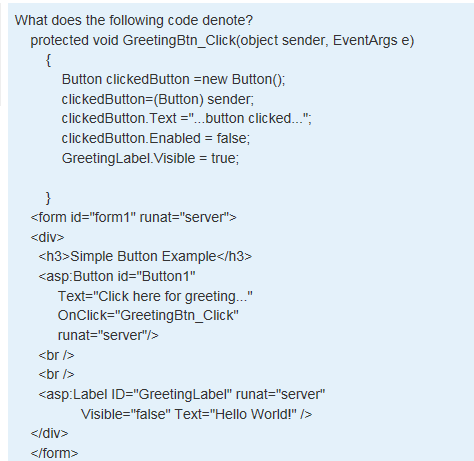 What does the following code denote?
protected void GreetingBtn_Click(object sender, EventArgs e)
{
Button clickedButton =new Button();
clickedButton=(Button) sender;
clickedButton.Text ="...button clicked...";
clickedButton.Enabled = false;
GreetingLabel.Visible = true;
}
<form id="form1" runat="server">
<div>
<h3>Simple Button Example</h3>
<asp:Button id="Button1"
Text="Click here for greeting..."
OnClick="GreetingBtn_Click"
runat="server"/>
<br />
<br />
<asp:Label ID="GreetingLabel" runat="server"
Visible="false" Text="Hello World!" />
</div>
</form>